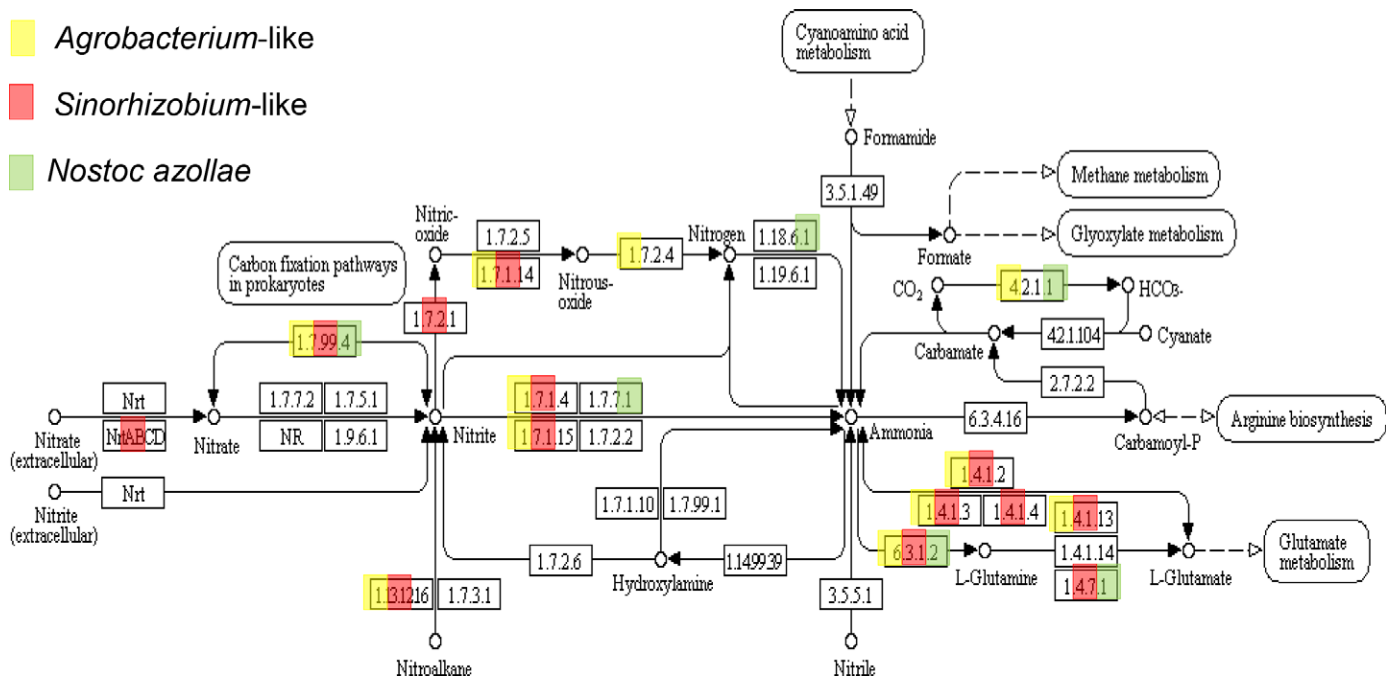 Agrobacterium-like
Sinorhizobium-like
Nostoc azollae
Cyanoamino acid
metabolism
Formamide
3.5.1.49
Methane metabolism
Glyoxylate metabolism
Formate
Nitric-
oxide
1.7.2.5
1.7.1.14
Nitrous-
oxide
1.7.2.4
Nitrogen
1.18.6.1
1.19.6.1
Carbon fixation pathways
in prokaryotes
1.7.2.1
1.7.99.4
CO2
4.2.1.1
HCO3-
4.2.1.104
Cyanate
Carbamate
2.7.2.2
Nrt
NrtABCD
Nitrate
(extracellular)
Nitrate
1.7.7.2
1.7.5.1
NR
1.9.6.1
Nitrite
1.7.1.4
1.7.7.1
1.7.1.15
1.7.2.2
Ammonia
6.3.4.16
Carbamoyl-P
Arginine biosynthesis
Nrt
Nitrite
(extracellular)
1.7.1.10
1.7.99.1
1.4.1.2
1.4.1.3
1.4.1.4
1.4.1.13
1.7.2.6
Hydroxylamine
1.14.99.39
6.3.1.2
L-Glutamine
1.4.1.14
1.4.7.1
L-Glutamate
Glutamate
metabolism
1.13.12.16
1.7.3.1
3.5.5.1
Nitroalkane
Nitrile